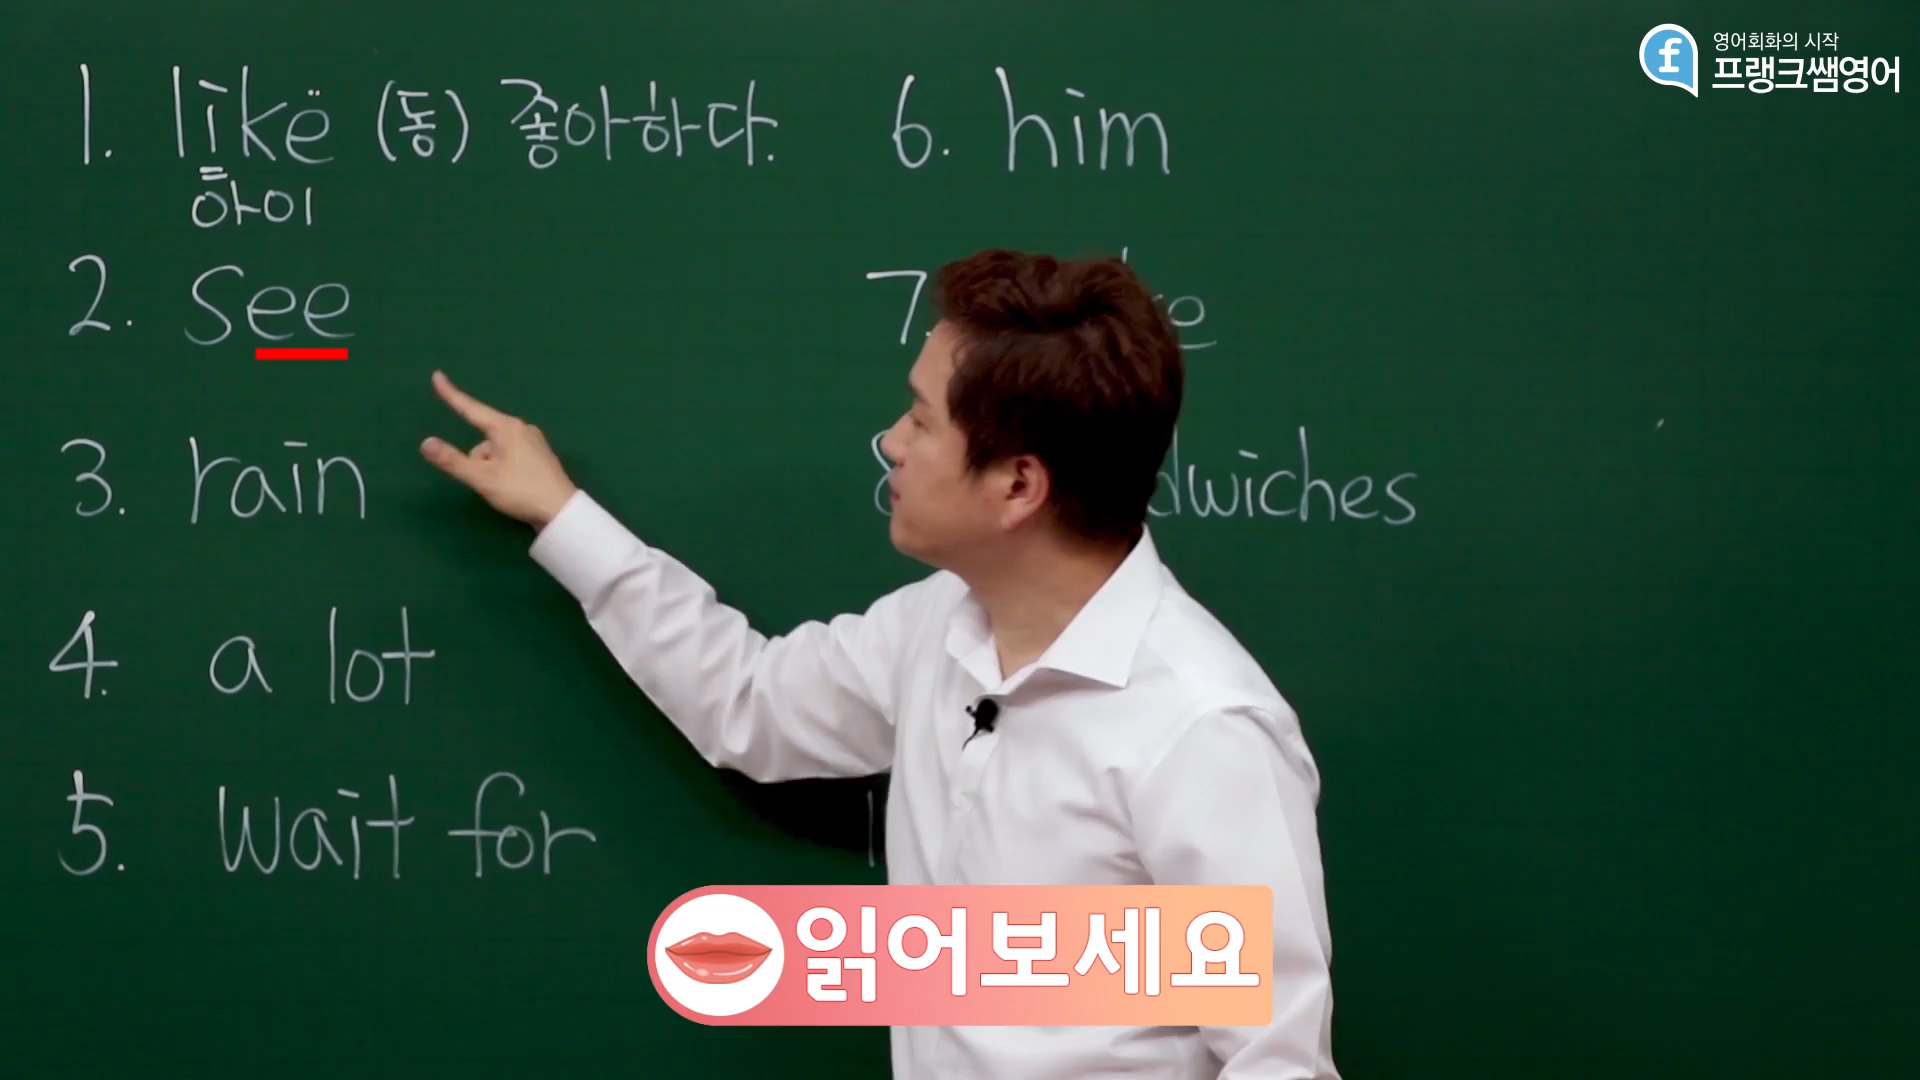 영어회화의 시작
프랭크쌤영어
1. like (동) 좋아하다.
아이
2. see
3. rain
4. a lot
5. wait for
6. him
7.
8
읽어보세요